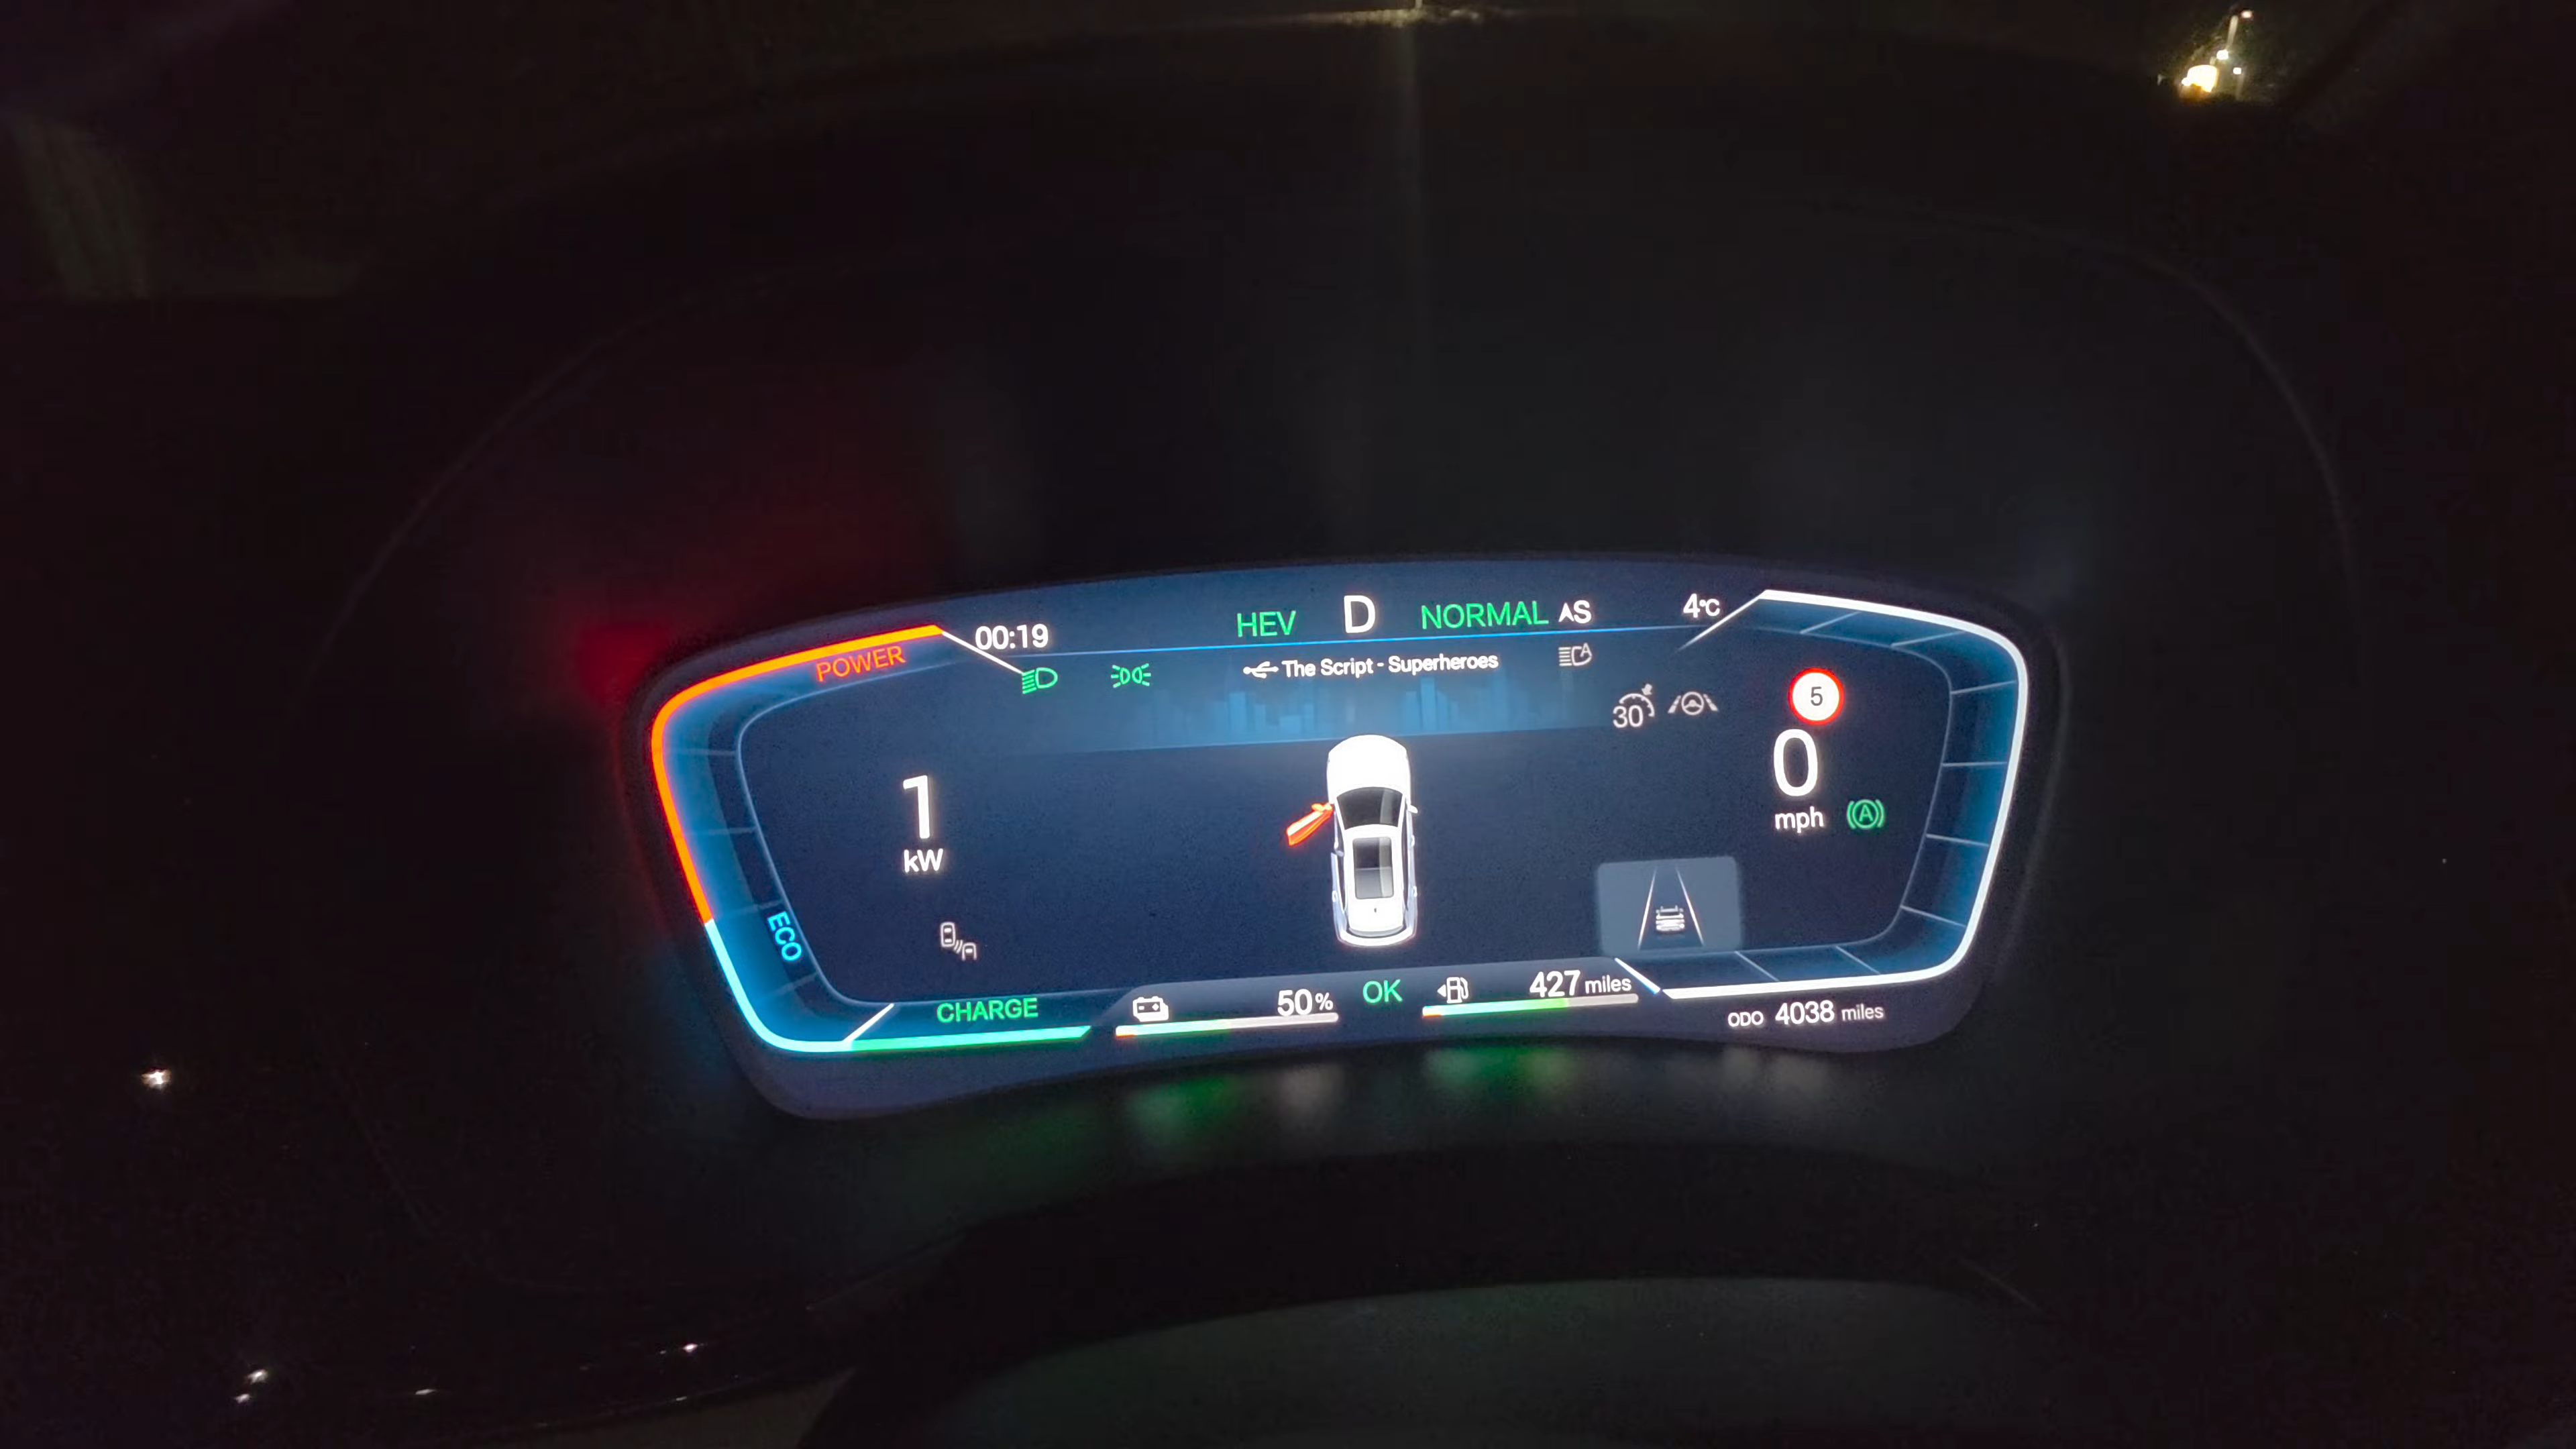 00:19 HEV D NORMAL AS 4°C
POWER
The Script - Superheroes
A
30
5
0
mph
A
1
kW
ECO
CHARGE
50%
OK
427 miles
ODO 4038 miles